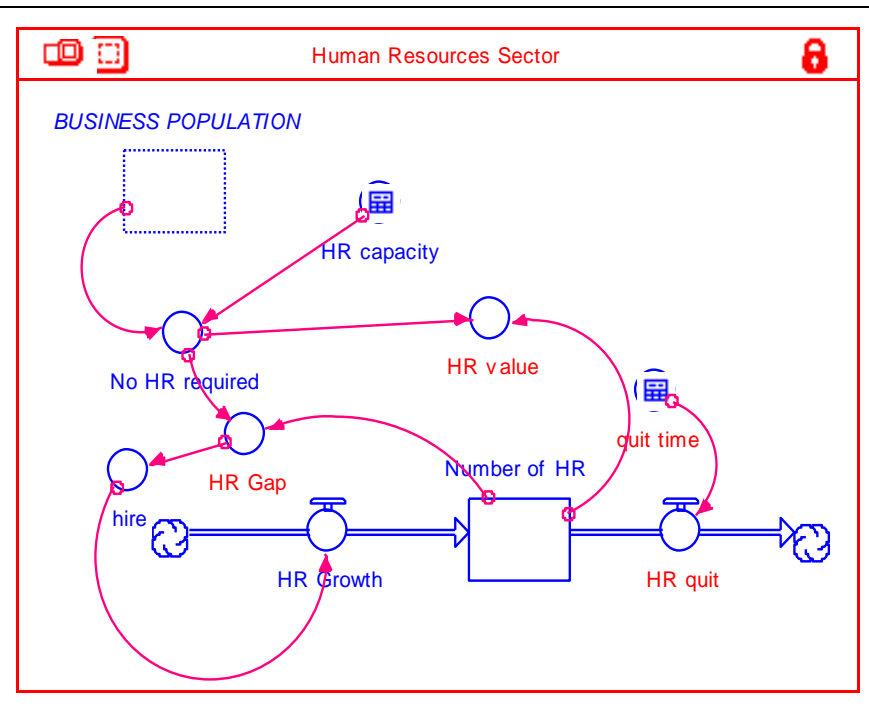 Human Resources Sector
BUSINESS POPULATION
HR capacity
HR value
No HR required
quit time
Number of HR
HR Gap
hire
HR Growth
HR quit